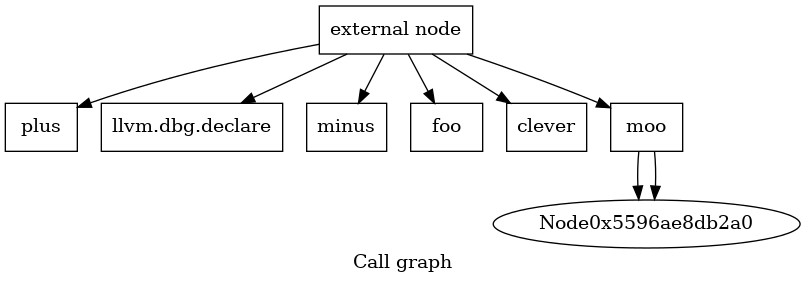 external node
plus
llvm.dbg.declare
minus
foo
clever
moo
Node0x5596ae8db2a0
Call graph